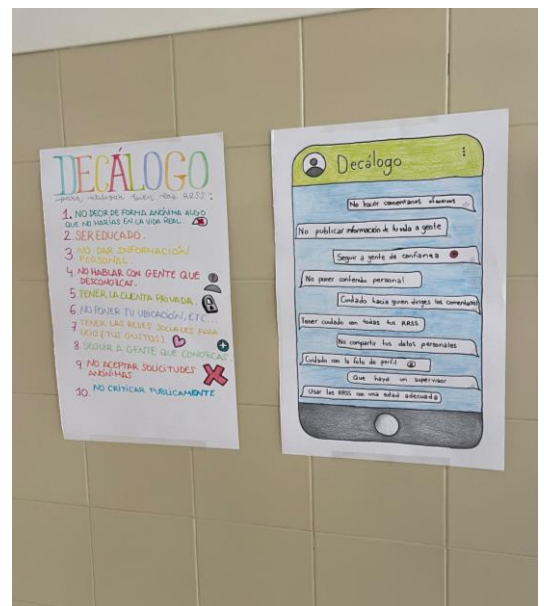 DECÁLOGO
para utilizar bien las RRSS:
1. NO DECIR DE FORMA ANÓNIMA ALGO
QUE NO HARÍAS EN LA VIDA REAL.
2. SER EDUCADO.
3. NO DAR INFORMACIÓN
PERSONAL.
4. NO HABLAR CON GENTE QUE
DESCONOZCAS.
5. TENER LA CUENTA PRIVADA
6. NO PONER TU UBICACIÓN, ETC...
7. TENER LAS REDES SOCIALES PARA
OCIO (TUS GUSTOS).
8. SEGUIR A GENTE QUE CONOZCAS.
9. NO ACEPTAR SOLICITUDES
ANÓNIMAS
10. NO CRITICAR PUBLICAMENTE
Decálogo
No hacer comentarios
No publicar información de tu vida a gente
Seguir a gente de confianza
No poner contenido personal
Cuidado hacia quien diriges los comentarios
Tener cuidado con todas tus RRSS
No compartir tus datos personales
Cuidado con la foto de perfil
Que haya un supervisor
Usar las RRSS con una edad adecuada